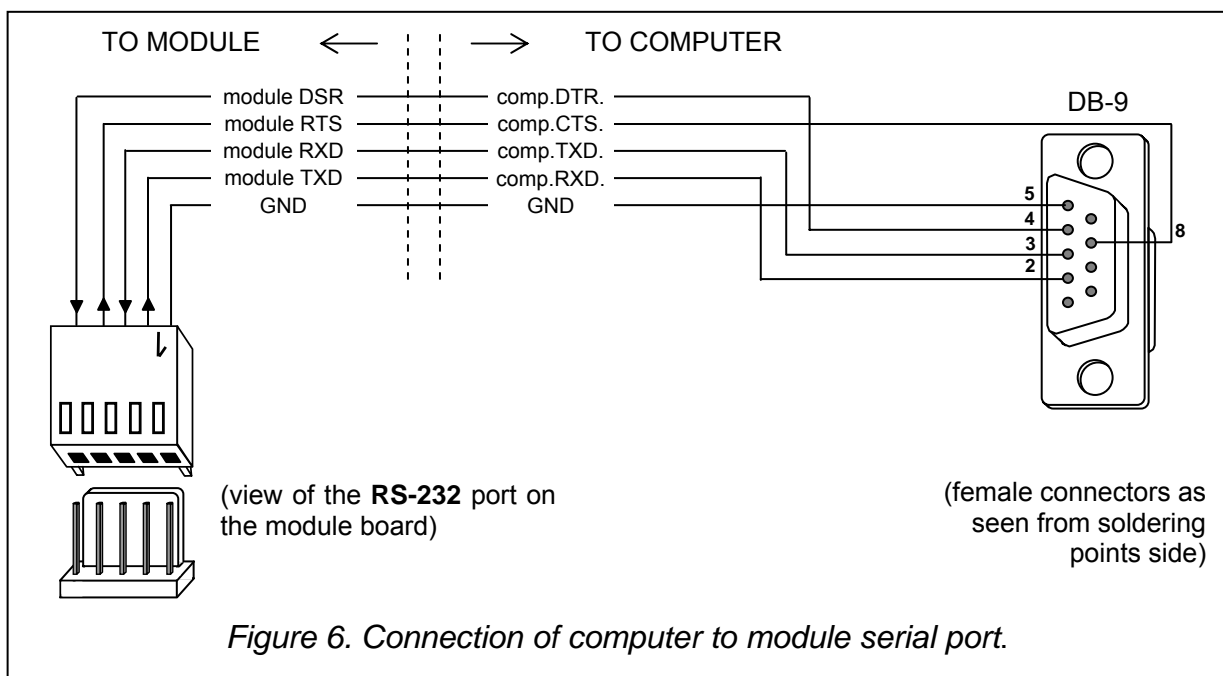 TO MODULE
TO COMPUTER
module DSR
comp.DTR.
module RTS
comp.CTS.
module RXD
comp.TXD.
module TXD
comp.RXD.
GND
GND
DB-9
5
4
3
2
8
(view of the RS-232 port on
the module board)
(female connectors as
seen from soldering
points side)
Figure 6. Connection of computer to module serial port.